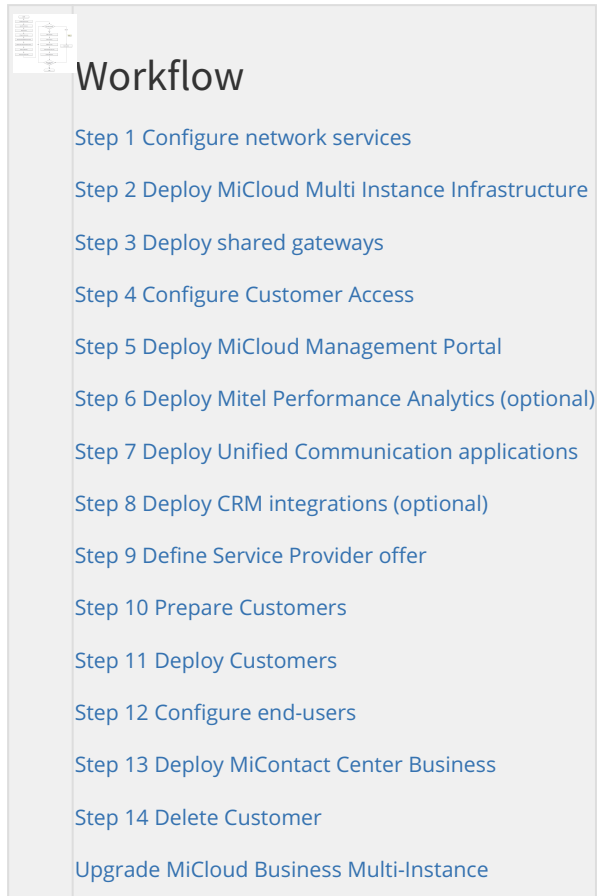 Workflow
Step 1 Configure network services
Step 2 Deploy MiCloud Multi Instance Infrastructure
Step 3 Deploy shared gateways
Step 4 Configure Customer Access
Step 5 Deploy MiCloud Management Portal
Step 6 Deploy Mitel Performance Analytics (optional)
Step 7 Deploy Unified Communication applications
Step 8 Deploy CRM integrations (optional)
Step 9 Define Service Provider offer
Step 10 Prepare Customers
Step 11 Deploy Customers
Step 12 Configure end-users
Step 13 Deploy MiContact Center Business
Step 14 Delete Customer
Upgrade MiCloud Business Multi-Instance